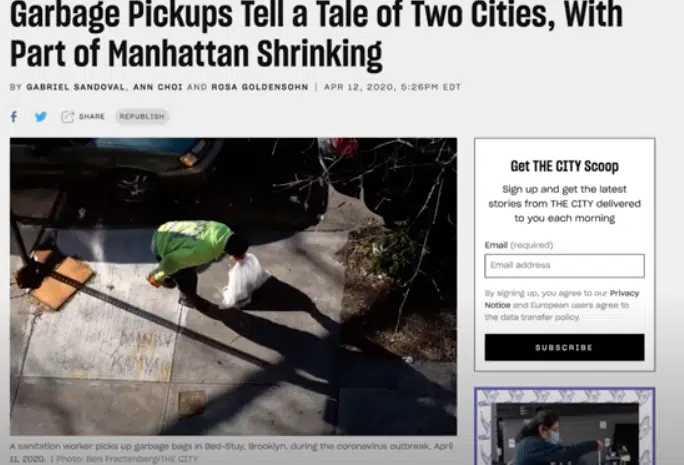 Garbage Pickups Tell a Tale of Two Cities, With
Part of Manhattan Shrinking
BY GABRIEL SANDOVAL, ANN CHOI AND ROSA GOLDENSOHN | APR 12, 2020, 5:26PM EDT
SHARE
REPUBLISH
A sanitation worker picks up garbage bags in Bed-Stuy, Brooklyn, during the coronavirus outbreak, April
11, 2020. | Photo: Ben Fractenberg/THE CITY
Get THE CITY Scoop
Sign up and get the latest
stories from THE CITY delivered
to you each morning
Email (required)
Email address
By signing up, you agree to our Privacy
Notice and European users agree to
the data transfer policy.
SUBSCRIBE